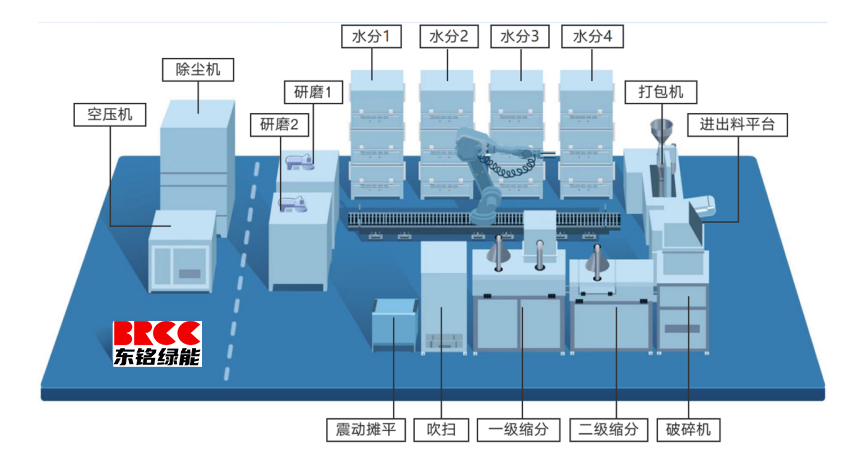 水分1
水分2
水分3
水分4
除尘机
研磨1
打包机
空压机
研磨2
进出料平台
BRCC
东铭绿能
震动摊平
吹扫
一级缩分
二级缩分
破碎机